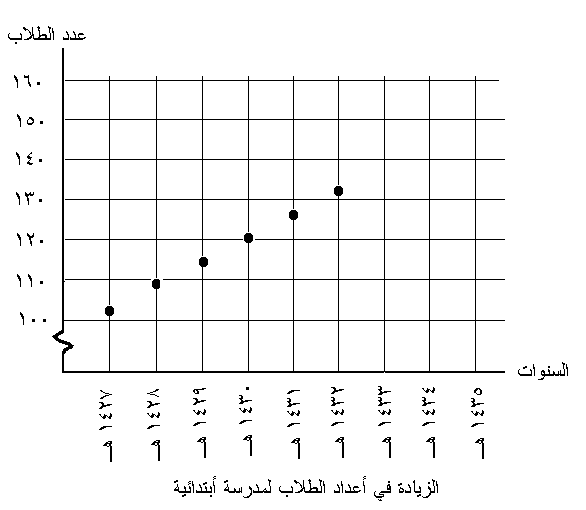 عدد الطلاب
١٦٠
١٥٠
١٤٠
١٣٠
١٢٠
١١٠
١٠٠
السنوات
١٤٢٧ هـ
١٤٢٨ هـ
١٤٢٩ هـ
١٤٣٠ هـ
١٤٣١ هـ
١٤٣٢ هـ
١٤٣٣ هـ
١٤٣٤ هـ
١٤٣٥ هـ
الزيادة في أعداد الطلاب لمدرسة أبتدائية